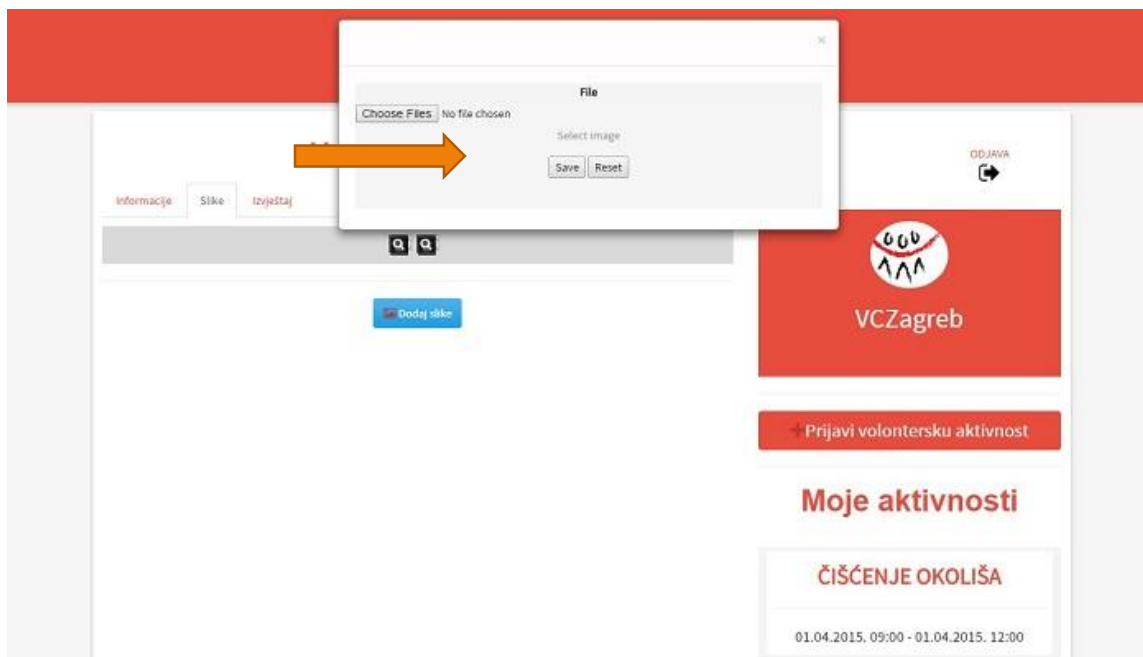 ×
File
Choose Files No file chosen
Select image
Save Reset
ODJAVA
Informacije Slike Izvještaj
Dodaj slike
VCZagreb
Prijavi volontersku aktivnost
Moje aktivnosti
ČIŠĆENJE OKOLIŠA
01.04.2015. 09:00 - 01.04.2015. 12:00